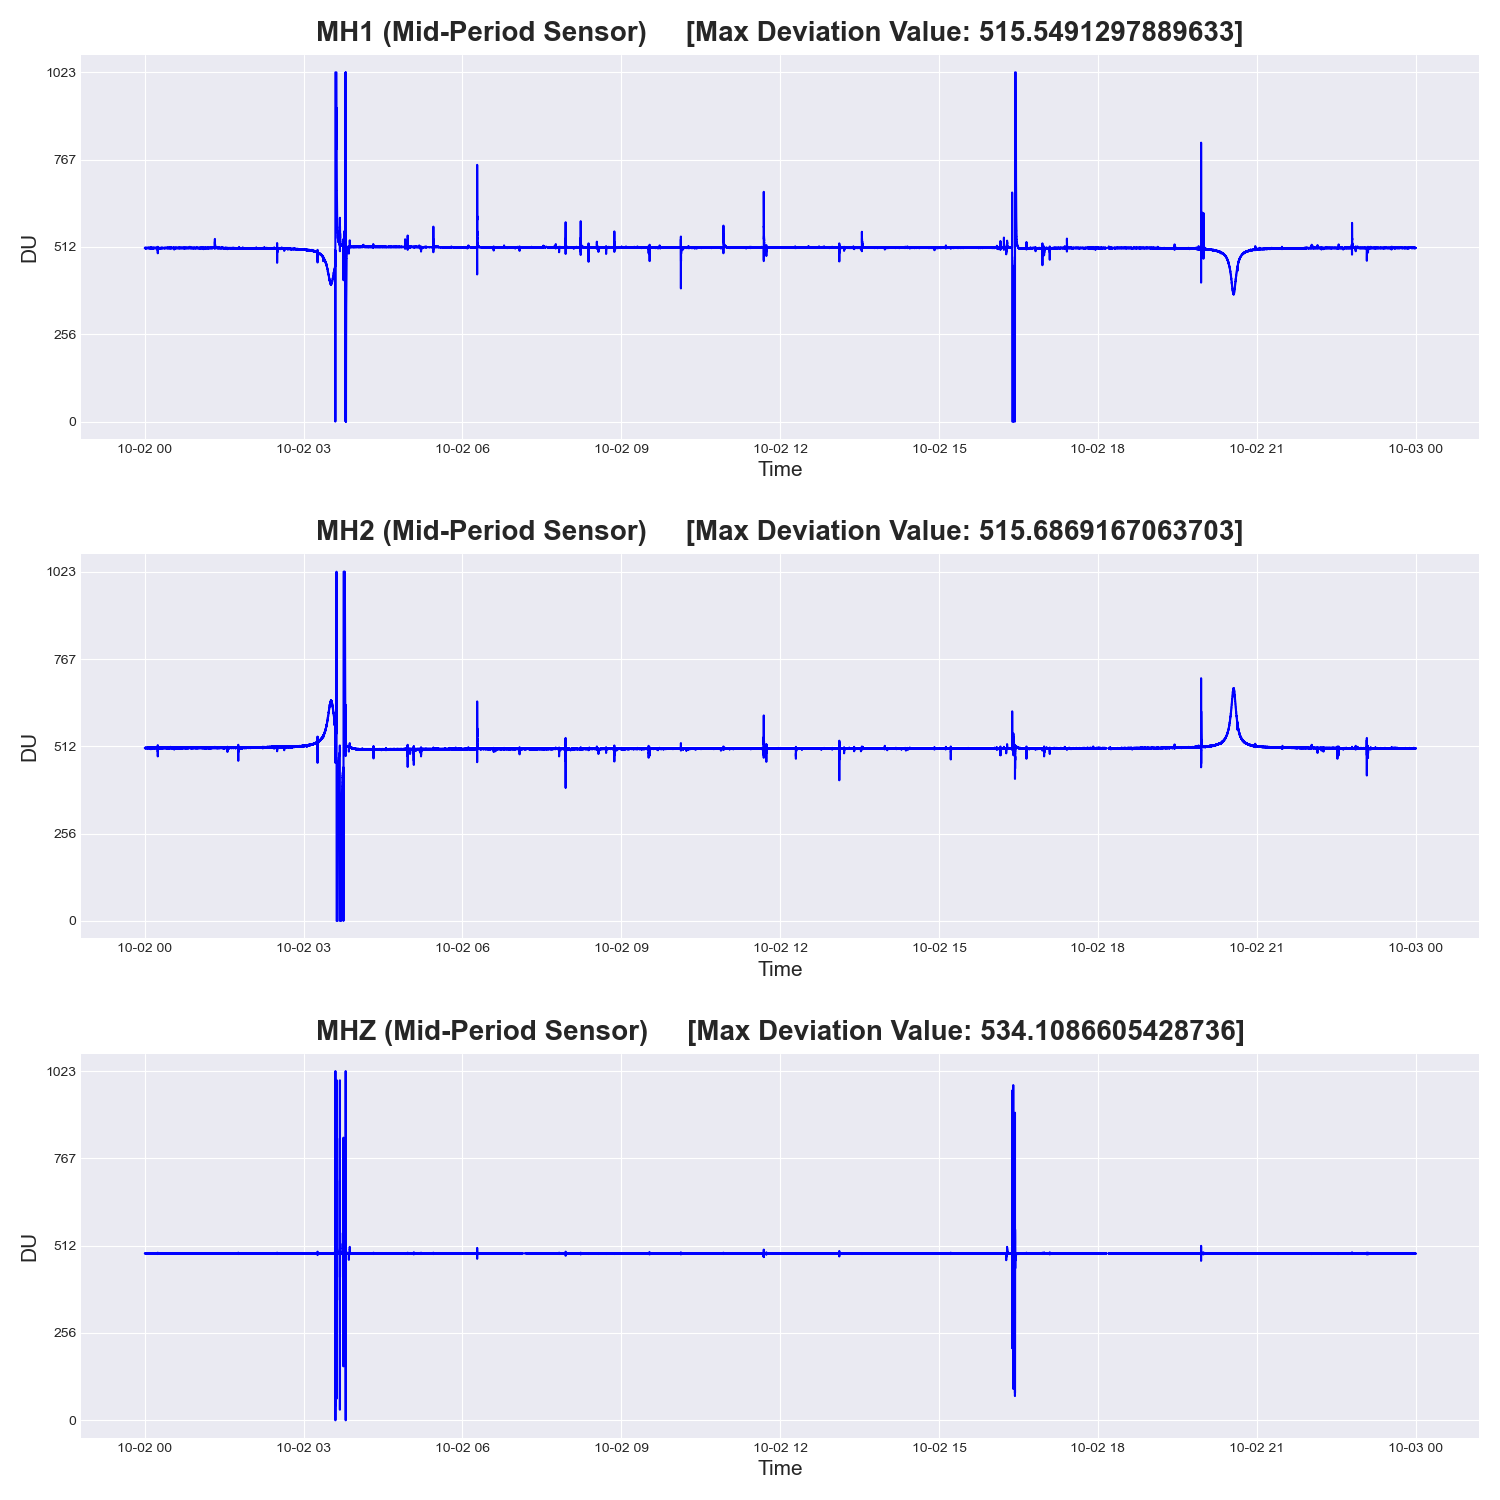 MH1 (Mid-Period Sensor) [Max Deviation Value: 515.5491297889633]
1023
767
512
256
0
DU
10-02 00 10-02 03 10-02 06 10-02 09 10-02 12 10-02 15 10-02 18 10-02 21 10-03 00
Time
MH2 (Mid-Period Sensor) [Max Deviation Value: 515.6869167063703]
1023
767
512
256
0
DU
10-02 00 10-02 03 10-02 06 10-02 09 10-02 12 10-02 15 10-02 18 10-02 21 10-03 00
Time
MHZ (Mid-Period Sensor) [Max Deviation Value: 534.1086605428736]
1023
767
512
256
0
DU
10-02 00 10-02 03 10-02 06 10-02 09 10-02 12 10-02 15 10-02 18 10-02 21 10-03 00
Time